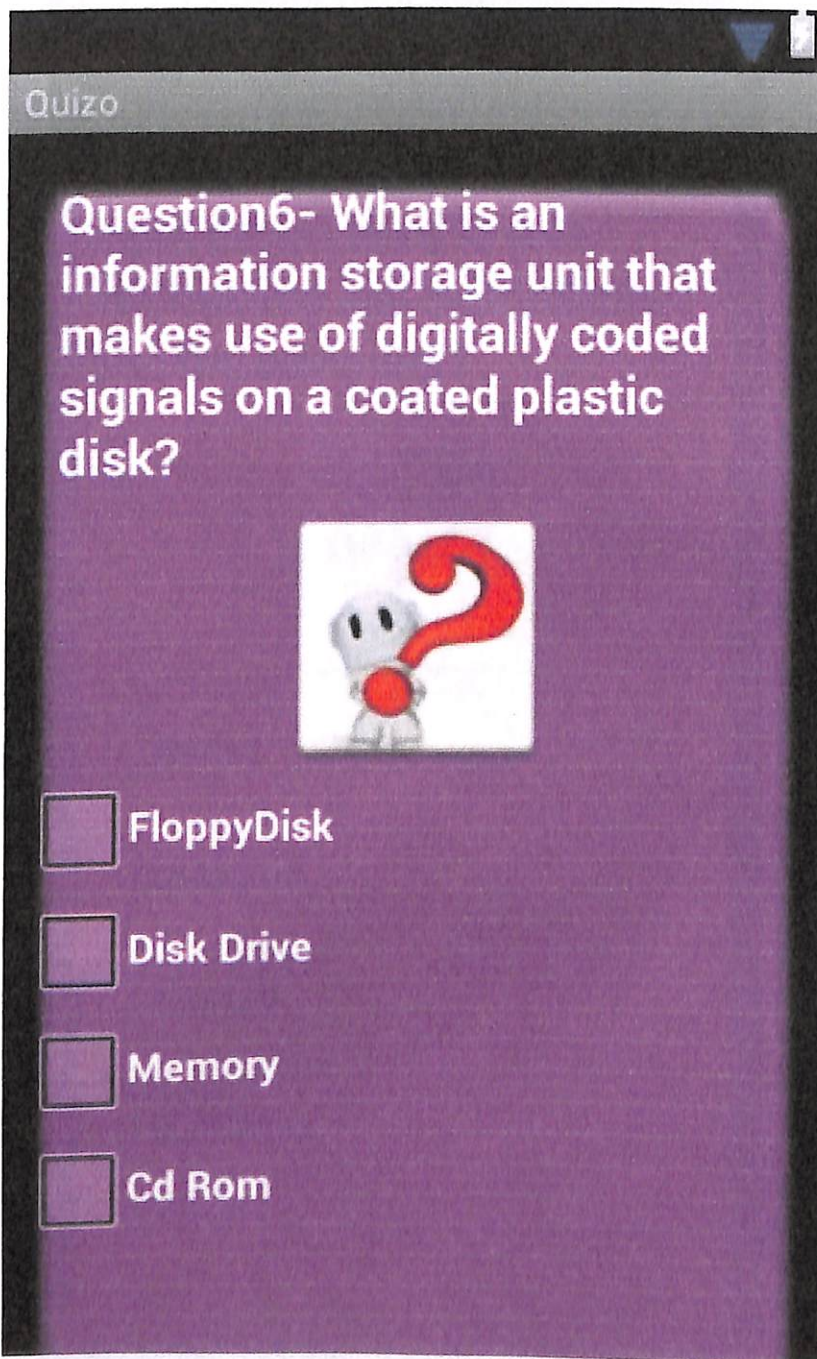 Quizo
Question6- What is an
information storage unit that
makes use of digitally coded
signals on a coated plastic
disk?
FloppyDisk
Disk Drive
Memory
Cd Rom